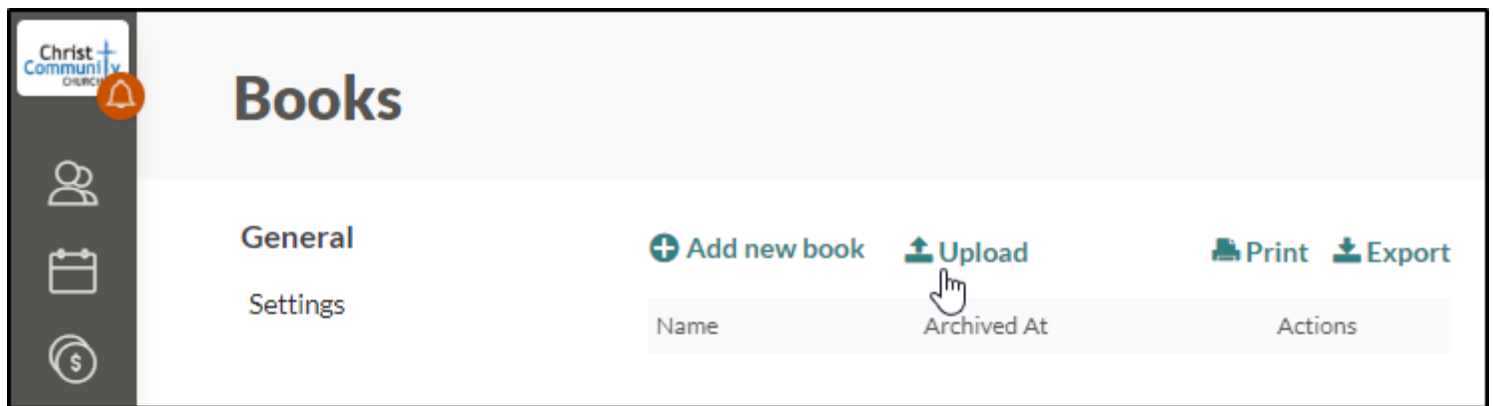 Christ
Community
CHURCH
Books
General
Settings
Add new book Upload Print Export
Name Archived At Actions